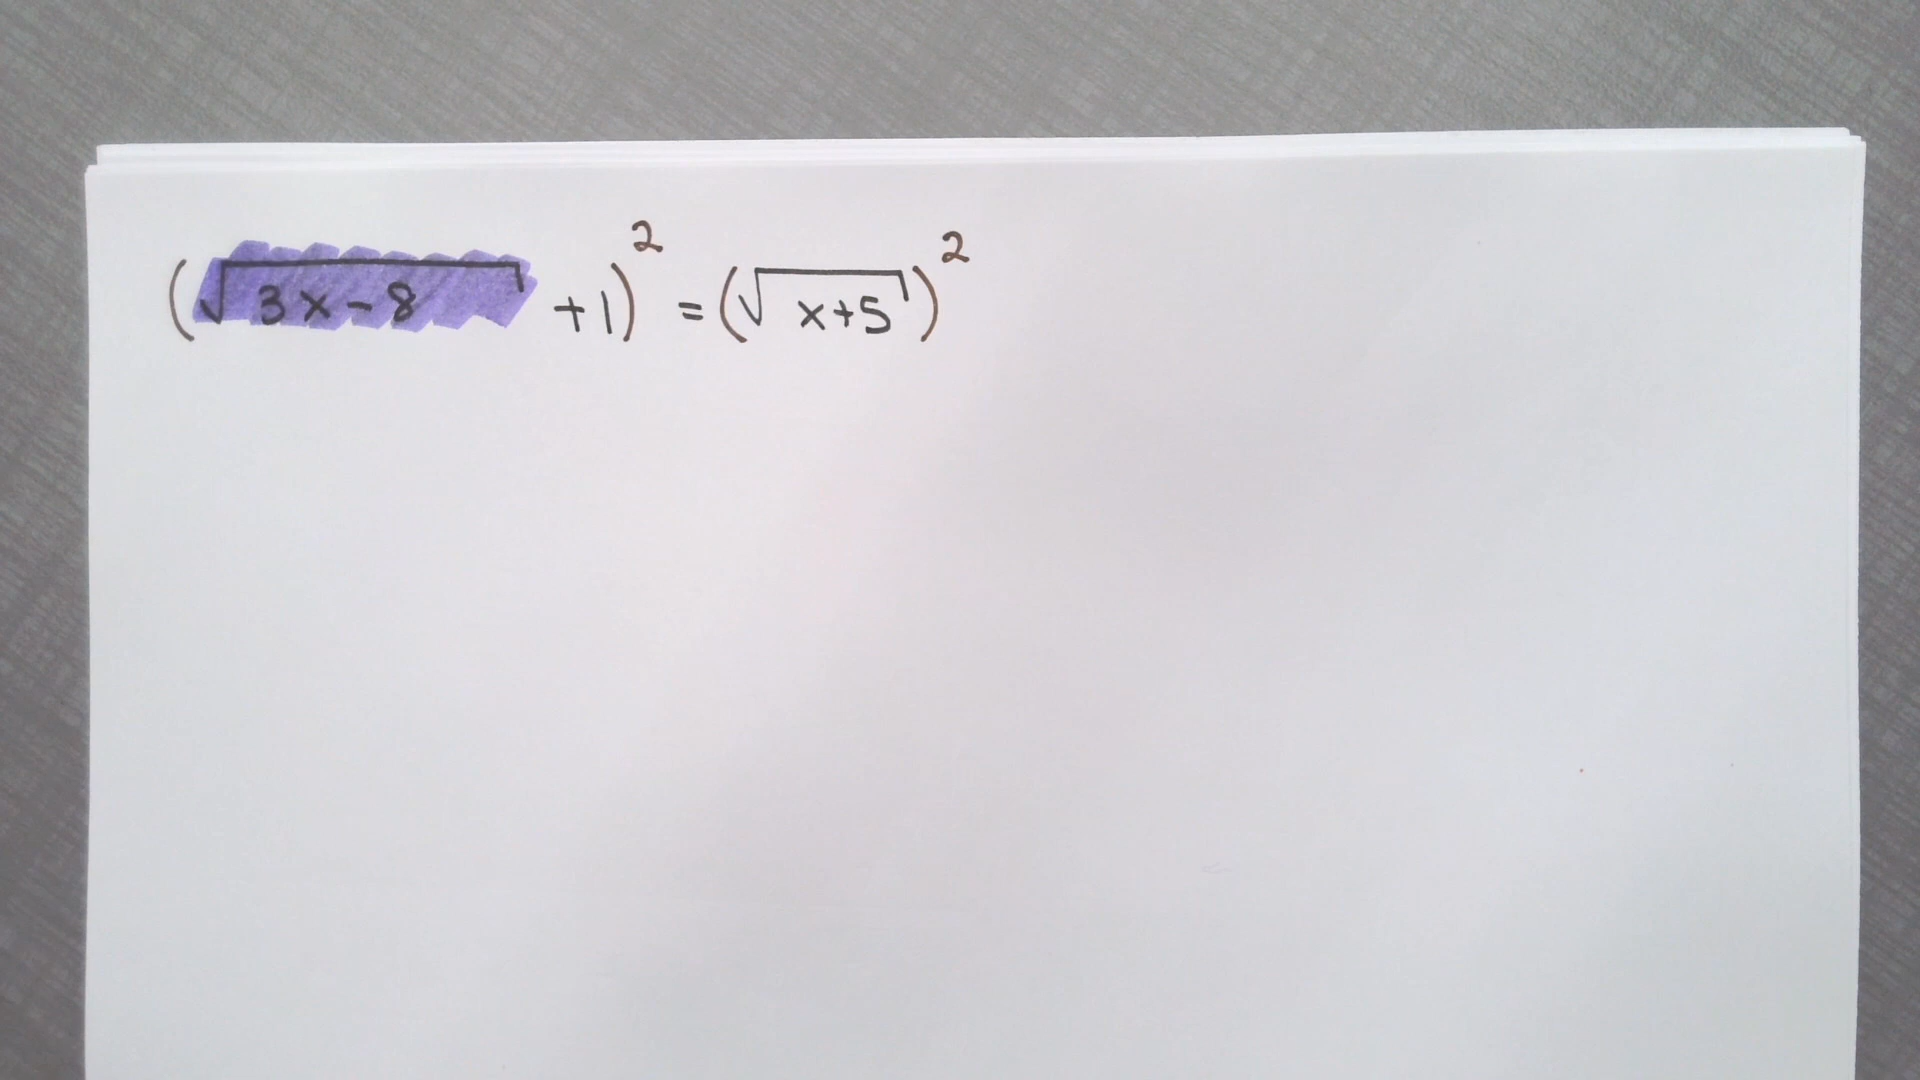 (√3x-8 +1)² = (√x+5)²